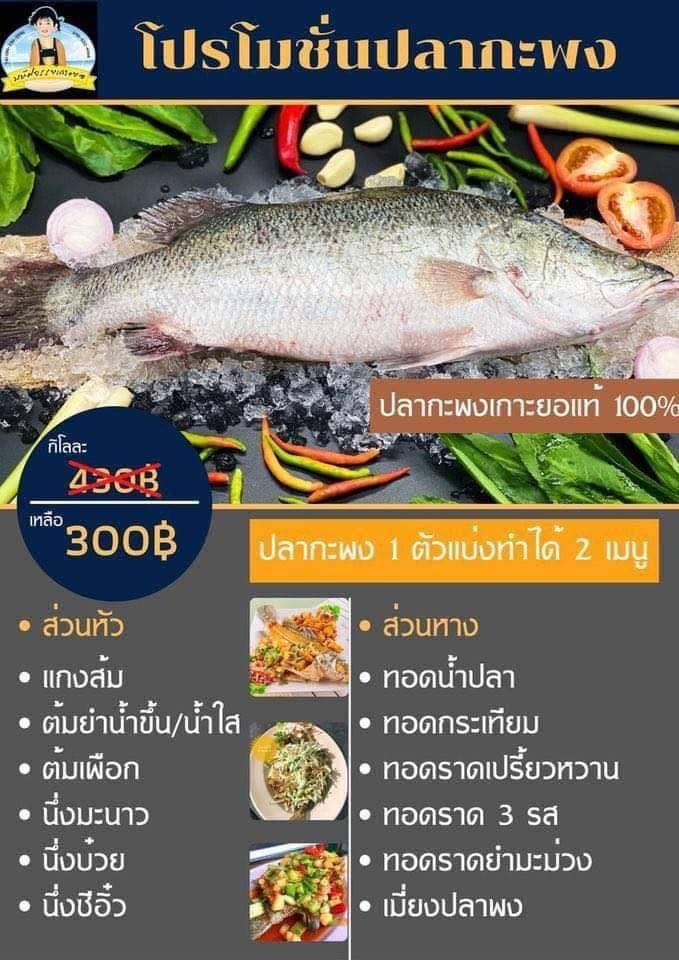 โปรโมชั่นปลากะพง
ปลากะพงเกาะยอแท้ 100%
กิโลละ
430฿
เหลือ
300฿
ปลากะพง 1 ตัวแบ่งทำได้ 2 เมนู
• ส่วนหัว
• แกงส้ม
• ต้มยำน้ำขึ้น/น้ำใส
• ต้มเผือก
• นึ่งมะนาว
• นึ่งบ๋วย
• นึ่งซีอิ๋ว
• ส่วนหาง
• ทอดน้ำปลา
• ทอดกระเทียม
• ทอดราดเปรี้ยวหวาน
• ทอดราด 3 รส
• ทอดราดยำมะม่วง
• เมี่ยงปลาพง